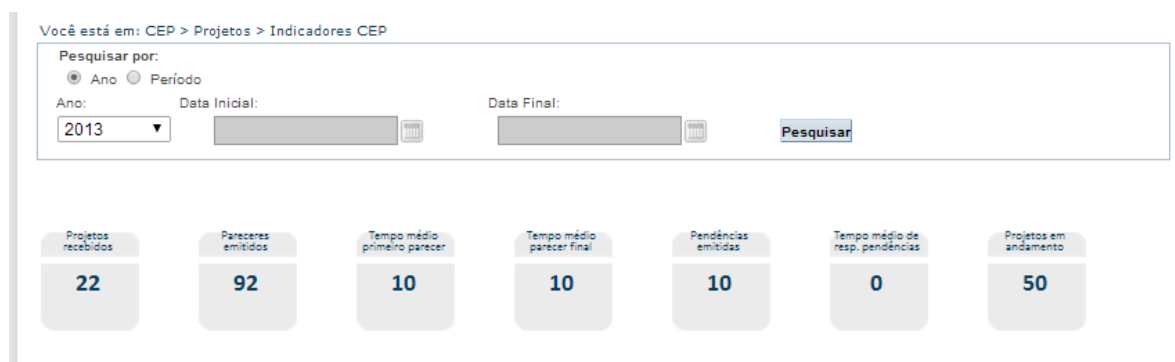 Você está em: CEP > Projetos > Indicadores CEP
Pesquisar por:
Ano Período
Ano: Data Inicial: Data Final:
2013 Pesquisar
Projetos recebidos
22
Pareceres emitidos
92
Tempo médio primeiro parecer
10
Tempo médio parecer final
10
Pendências emitidas
10
Tempo médio de resp. pendências
0
Projetos em andamento
50